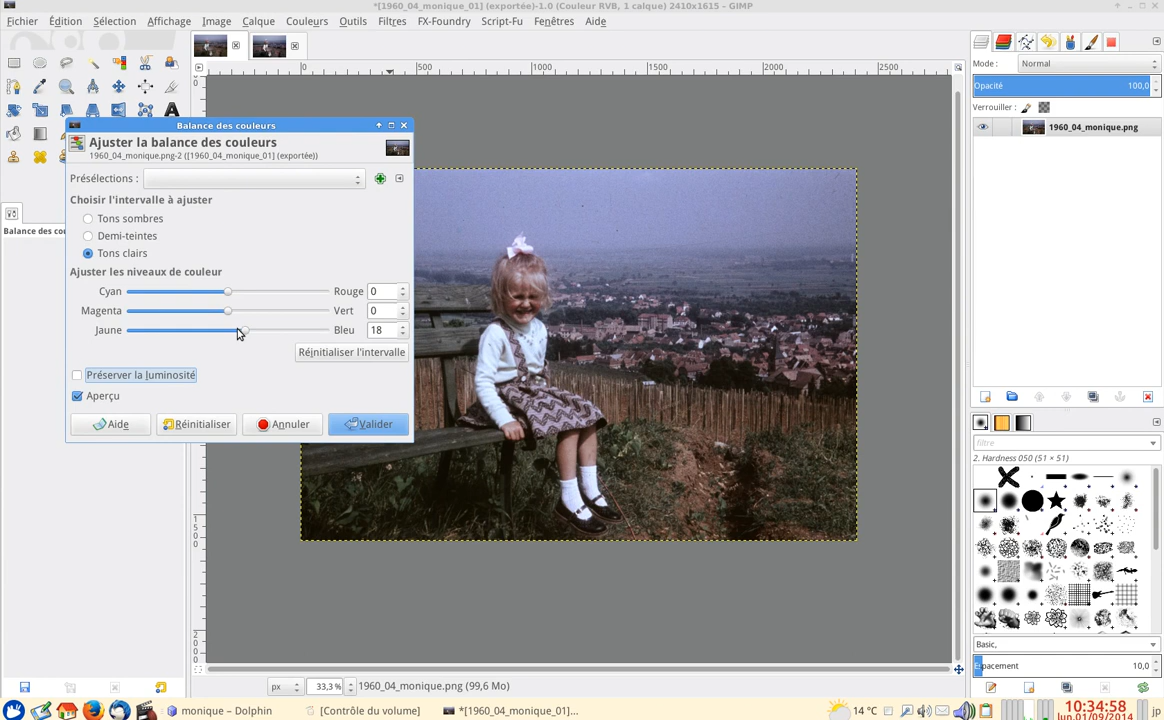 *[1960_04_monique_01] (exportée)-1.0 (Couleur RVB, 1 calque) 2410x1615 – GIMP
Fichier Édition Sélection Affichage Image Calque Couleurs Outils Filtres FX-Foundry Script-Fu Fenêtres Aide
0 500 1000 1500 2000 2500
Mode : Normal
Opacité 100,0
Verrouiller :
1960_04_monique.png
Balance des cou
Balance des couleurs
Ajuster la balance des couleurs
1960_04_monique.png-2 ([1960_04_monique_01] (exportée))
Présélections :
Choisir l'intervalle à ajuster
Tons sombres
Demi-teintes
Tons clairs
Ajuster les niveaux de couleur
Cyan Rouge 0
Magenta Vert 0
Jaune Bleu 18
Réinitialiser l'intervalle
Préserver la luminosité
Aperçu
Aide Réinitialiser Annuler Valider
filtre
2. Hardness 050 (51 × 51)
Basic,
Espacement 10,0
1500
2000
px 33,3 % 1960_04_monique.png (99,6 Mo)
monique – Dolphin [Contrôle du volume] *[1960_04_monique_01]... 14 °C 10:34:58 jp
lun.01/09/2014